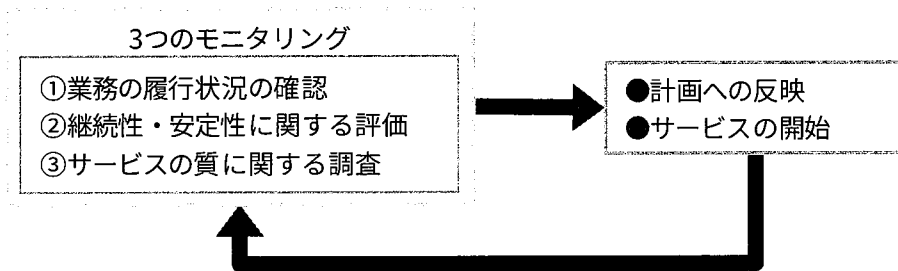 3つのモニタリング
①業務の履行状況の確認
②継続性・安定性に関する評価
③サービスの質に関する調査
●計画への反映
●サービスの開始